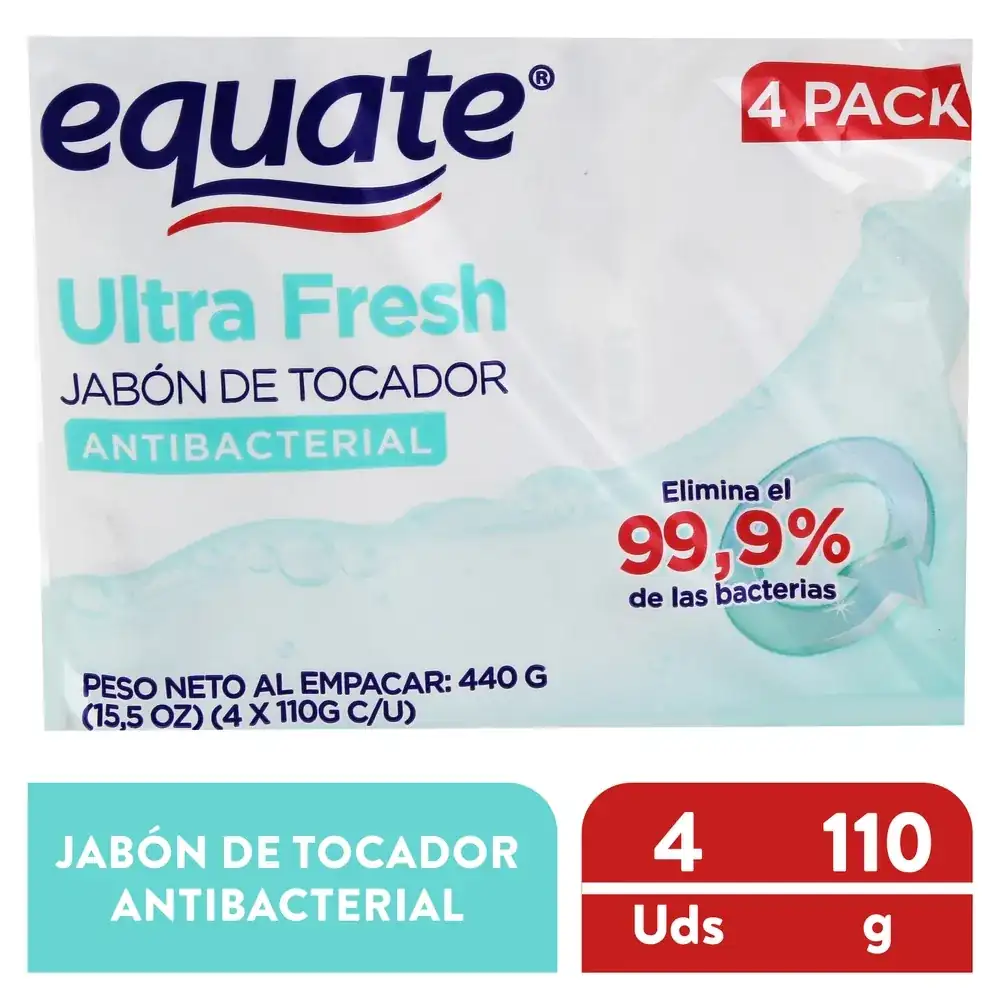 equate®
4 PACK
Ultra Fresh
JABÓN DE TOCADOR
ANTIBACTERIAL
Elimina el
99,9%
de las bacterias
PESO NETO AL EMPACAR: 440 G
(15,5 OZ) (4 X 110G C/U)
JABÓN DE TOCADOR
ANTIBACTERIAL
4 110
Uds g